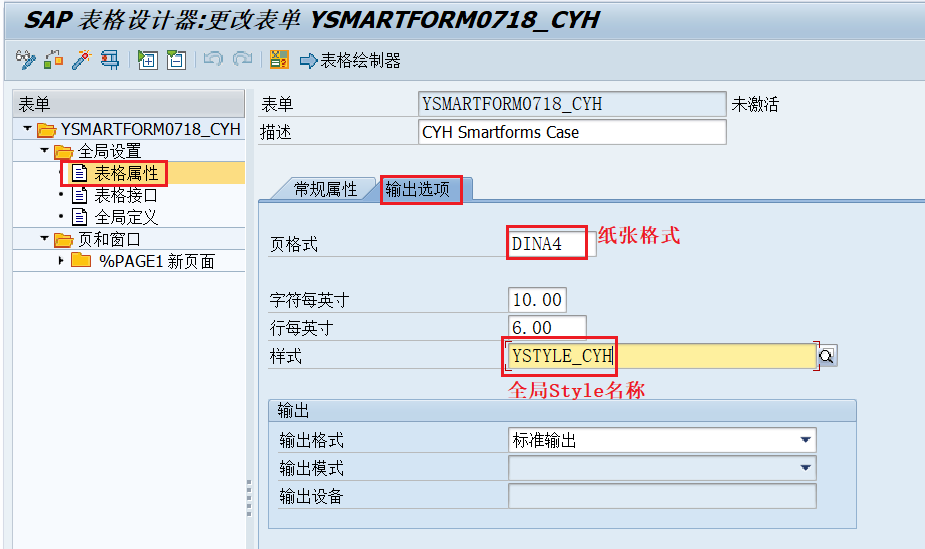 SAP 表格设计器:更改表单 YSMARTFORM0718_CYH
表格绘制器
表单
YSMARTFORM0718_CYH
全局设置
表格属性
表格接口
全局定义
页和窗口
%PAGE1 新页面
表单 YSMARTFORM0718_CYH 未激活
描述 CYH Smartforms Case
常规属性 输出选项
页格式 DINA4 纸张格式
字符每英寸 10.00
行每英寸 6.00
样式 YSTYLE_CYH
全局Style名称
输出
输出格式 标准输出
输出模式
输出设备